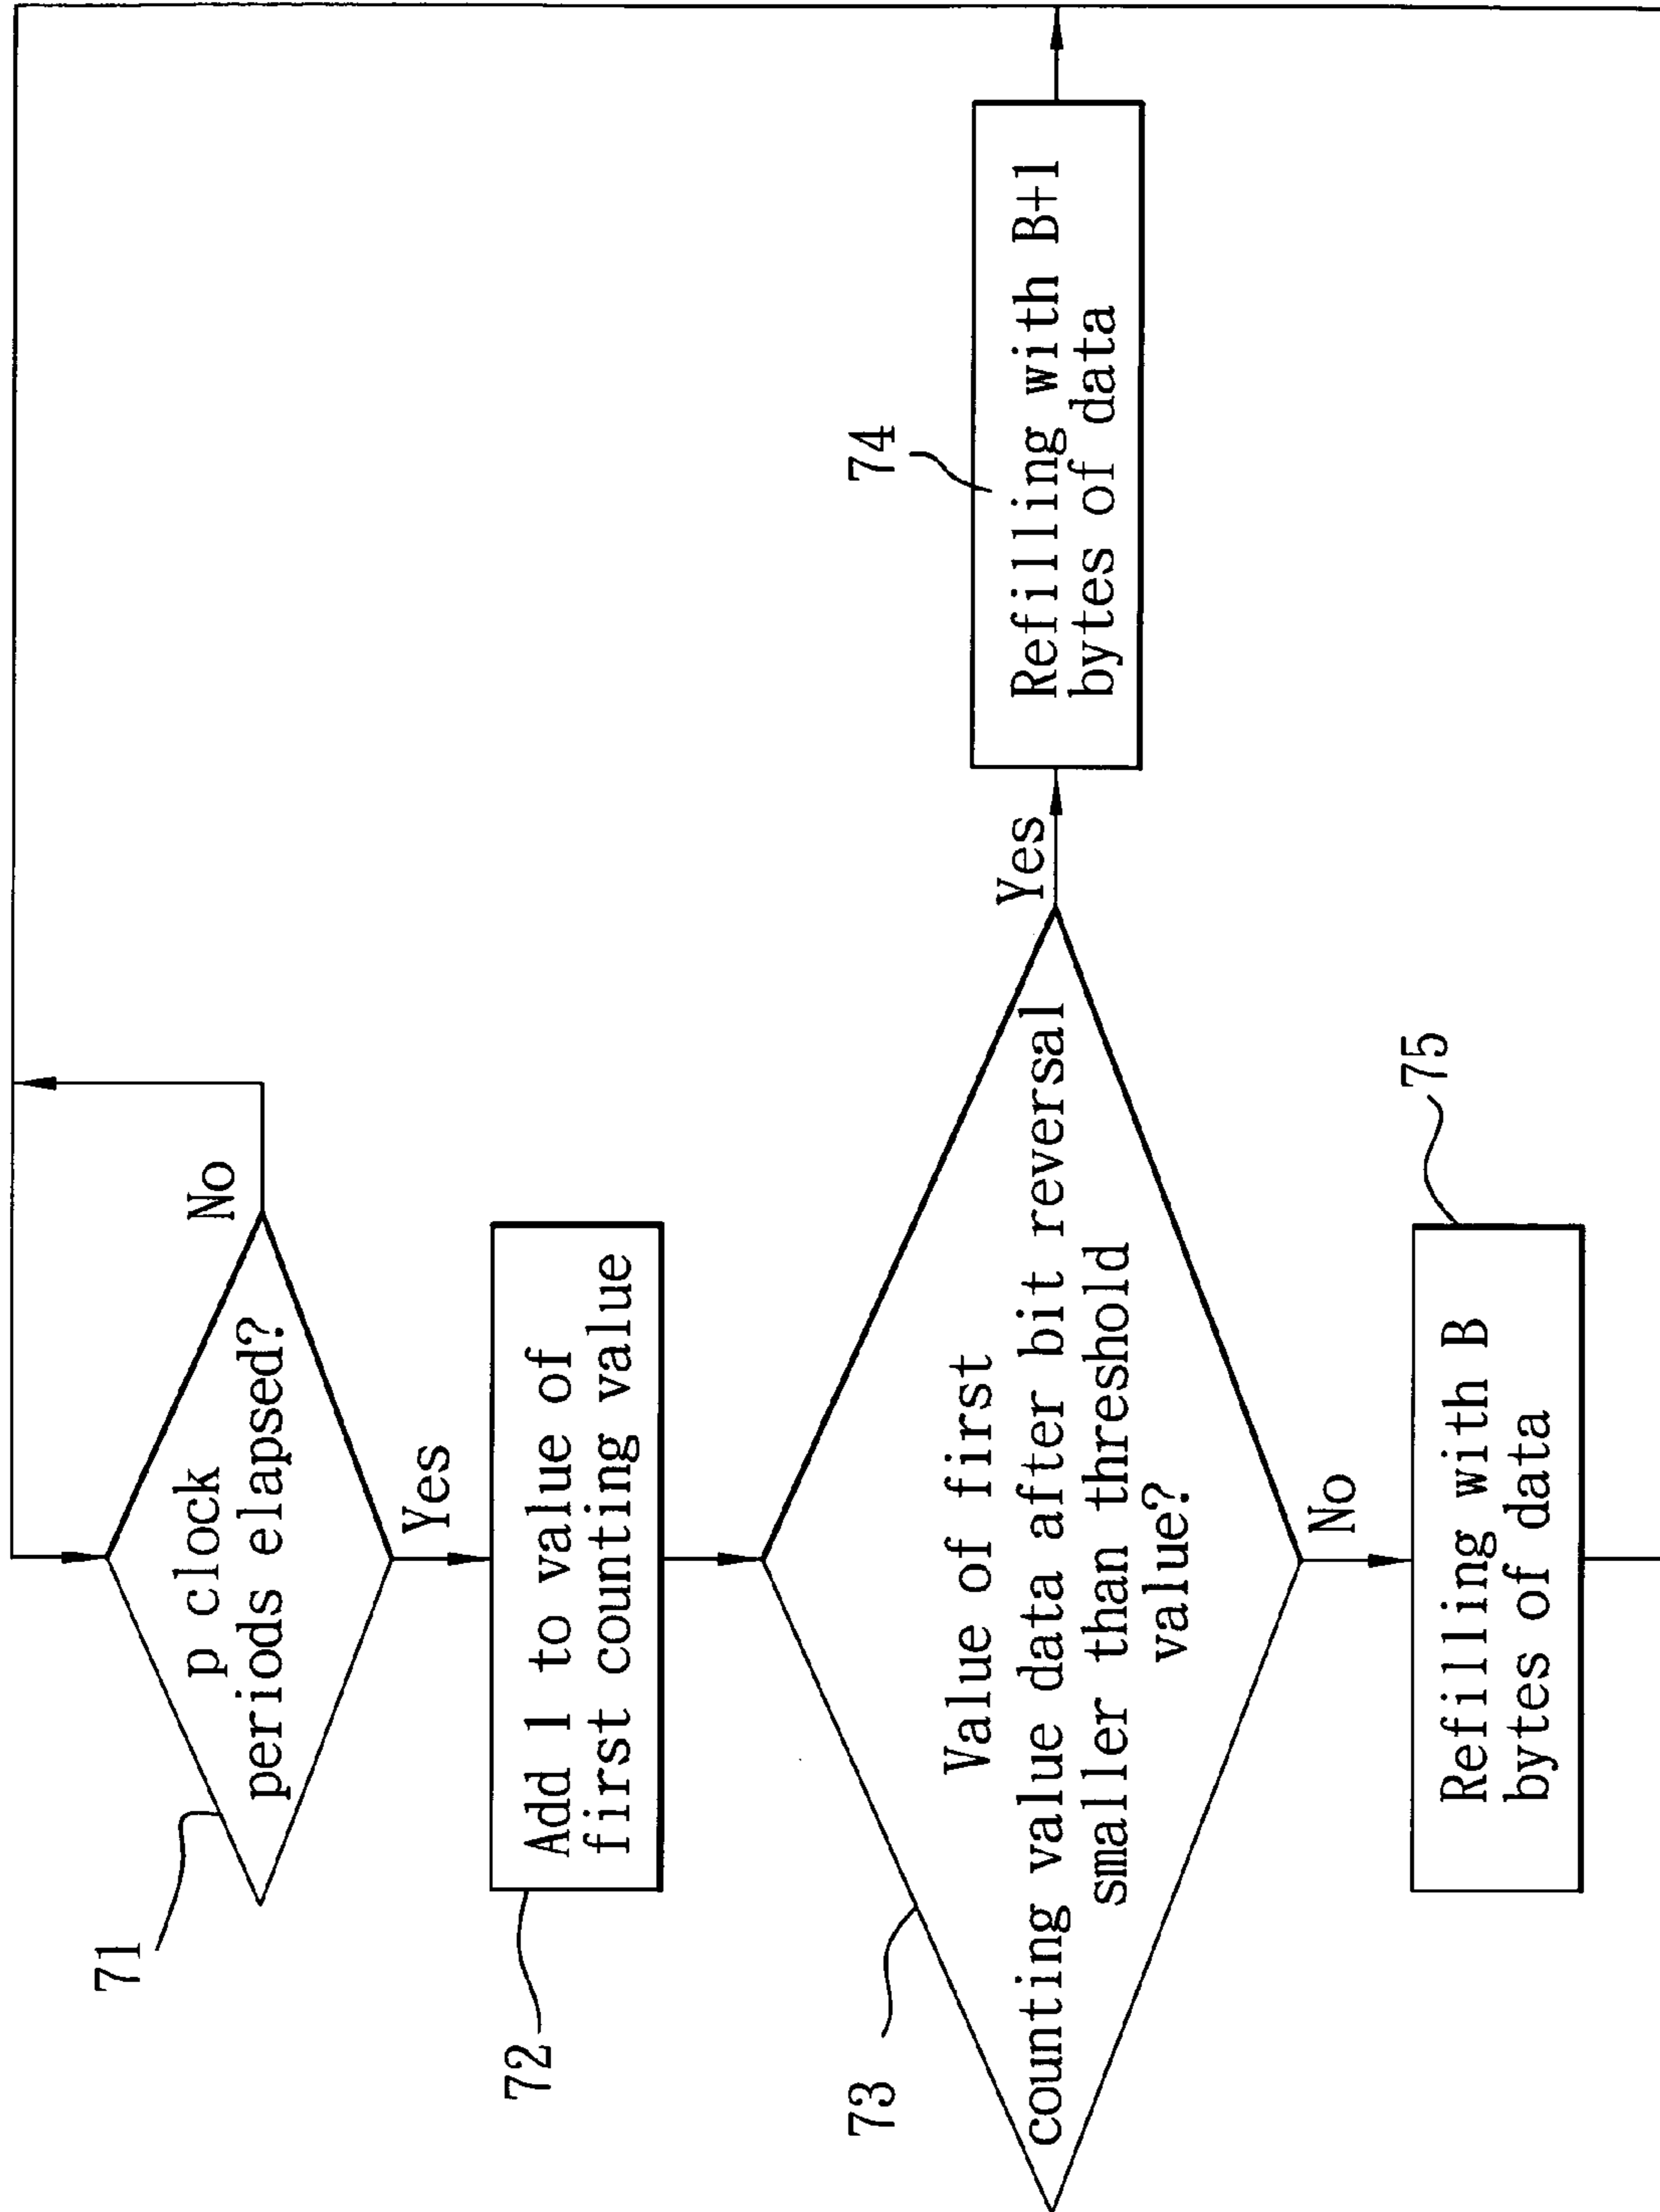 71
p clock
periods elapsed?
No
Yes
72
Add 1 to value of
first counting value
73
Value of first
counting value data after bit reversal
smaller than threshold
value?
Yes
74
Refilling with B+1
bytes of data
No
75
Refilling with B
bytes of data